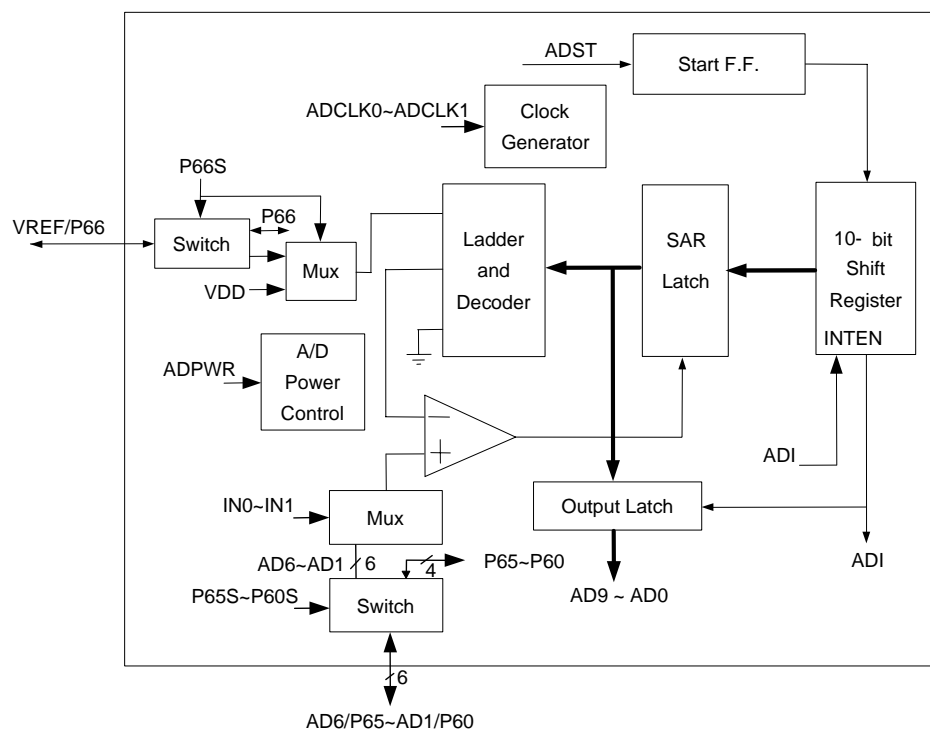 ADST
Start F.F.
ADCLK0~ADCLK1
Clock
Generator
P66S
VREF/P66
P66
Switch
Mux
VDD
Ladder
and
Decoder
SAR
Latch
10- bit
Shift
Register
INTEN
ADPWR
A/D
Power
Control
ADI
IN0~IN1
Mux
Output Latch
AD6~AD1
6
4
P65~P60
ADI
P65S~P60S
Switch
AD9 ~ AD0
6
AD6/P65~AD1/P60